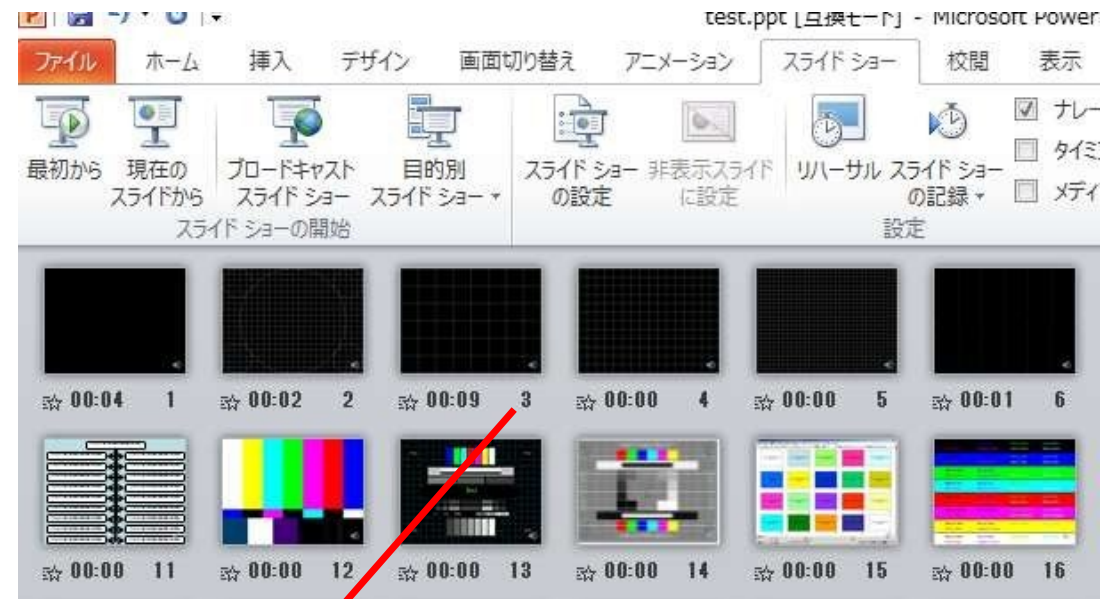 test.ppt [互換モード] - Microsoft Power
ファイル ホーム 挿入 デザイン 画面切り替え アニメーション スライド ショー 校閲 表示
最初から 現在の スライドから
ブロードキャスト スライド ショー
目的別 スライド ショー
スライド ショー の設定
非表示スライド に設定
リハーサル
スライド ショー の記録
ナレー
タイミ
メディ
スライド ショーの開始 設定
00:04 1 00:02 2 00:09 3 00:00 4 00:00 5 00:01 6
00:00 11 00:00 12 00:00 13 00:00 14 00:00 15 00:00 16